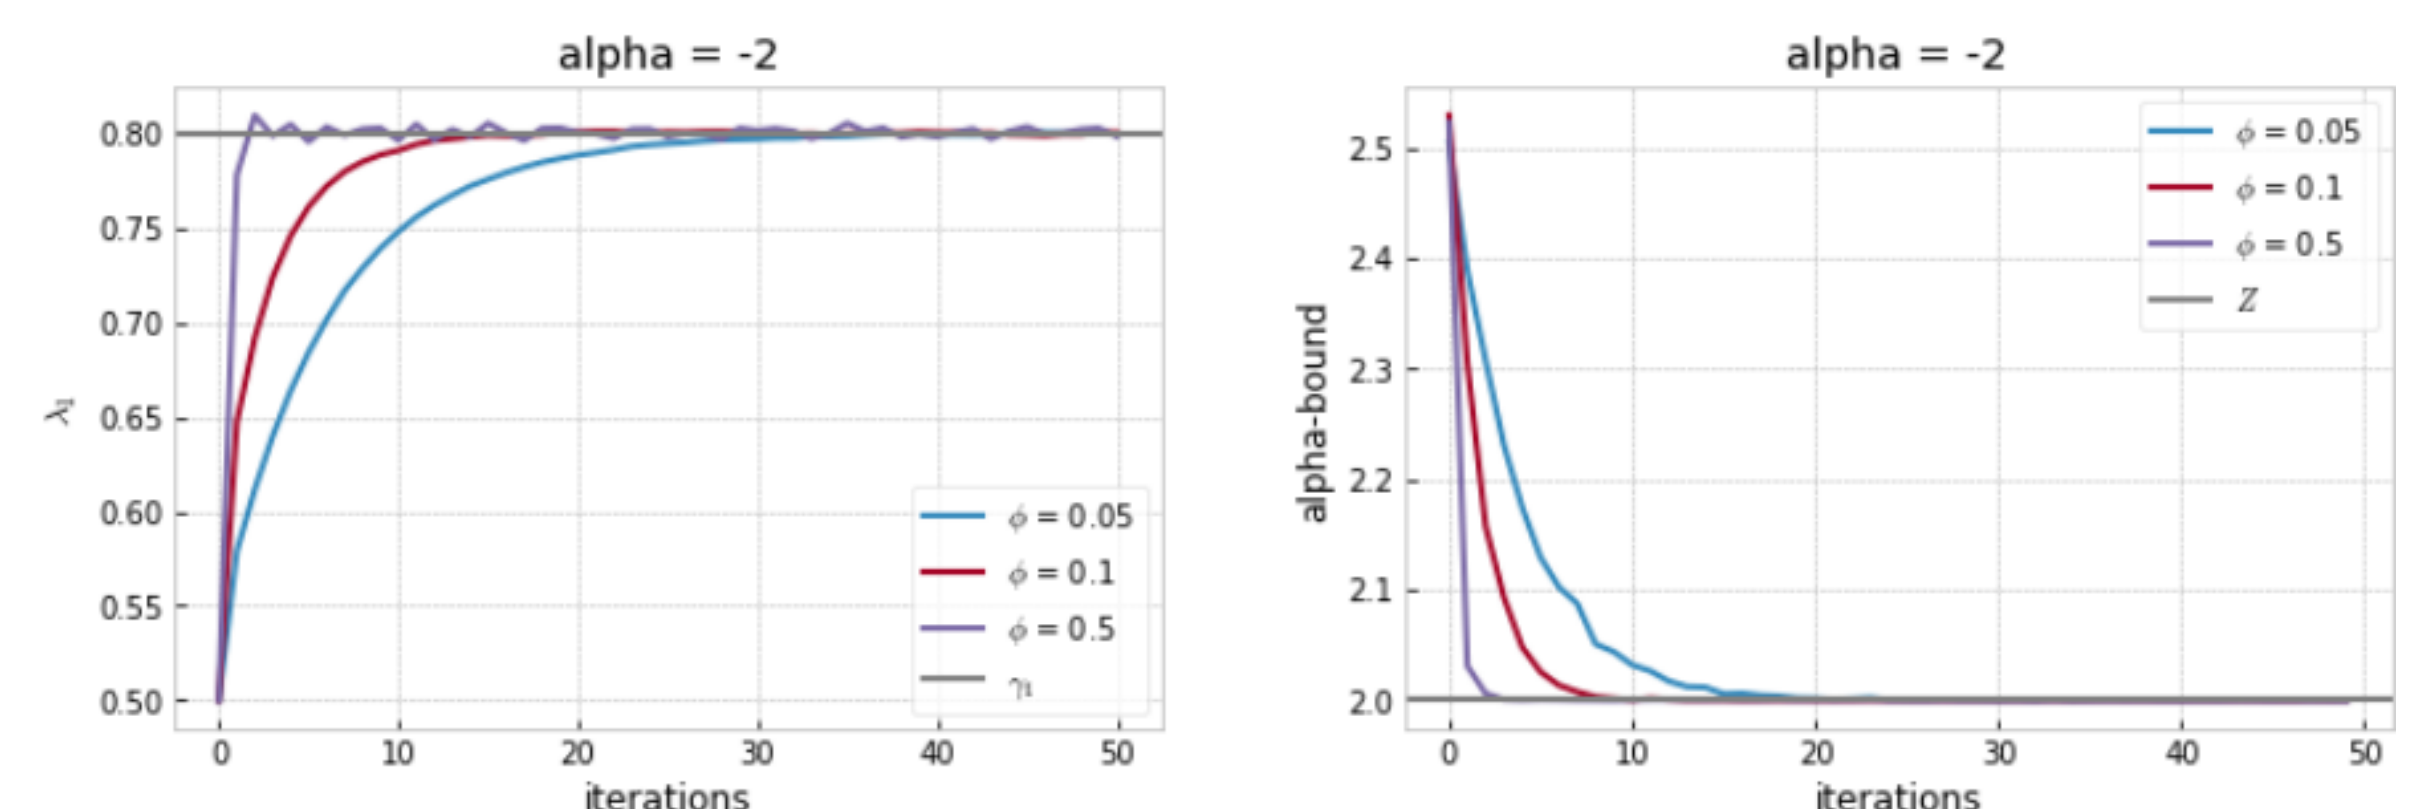 alpha = -2
λ₁
0.80
0.75
0.70
0.65
0.60
0.55
0.50
0 10 20 30 40 50
iterations
ϕ = 0.05
ϕ = 0.1
ϕ = 0.5
γ₁
alpha = -2
alpha-bound
2.5
2.4
2.3
2.2
2.1
2.0
0 10 20 30 40 50
iterations
ϕ = 0.05
ϕ = 0.1
ϕ = 0.5
Z